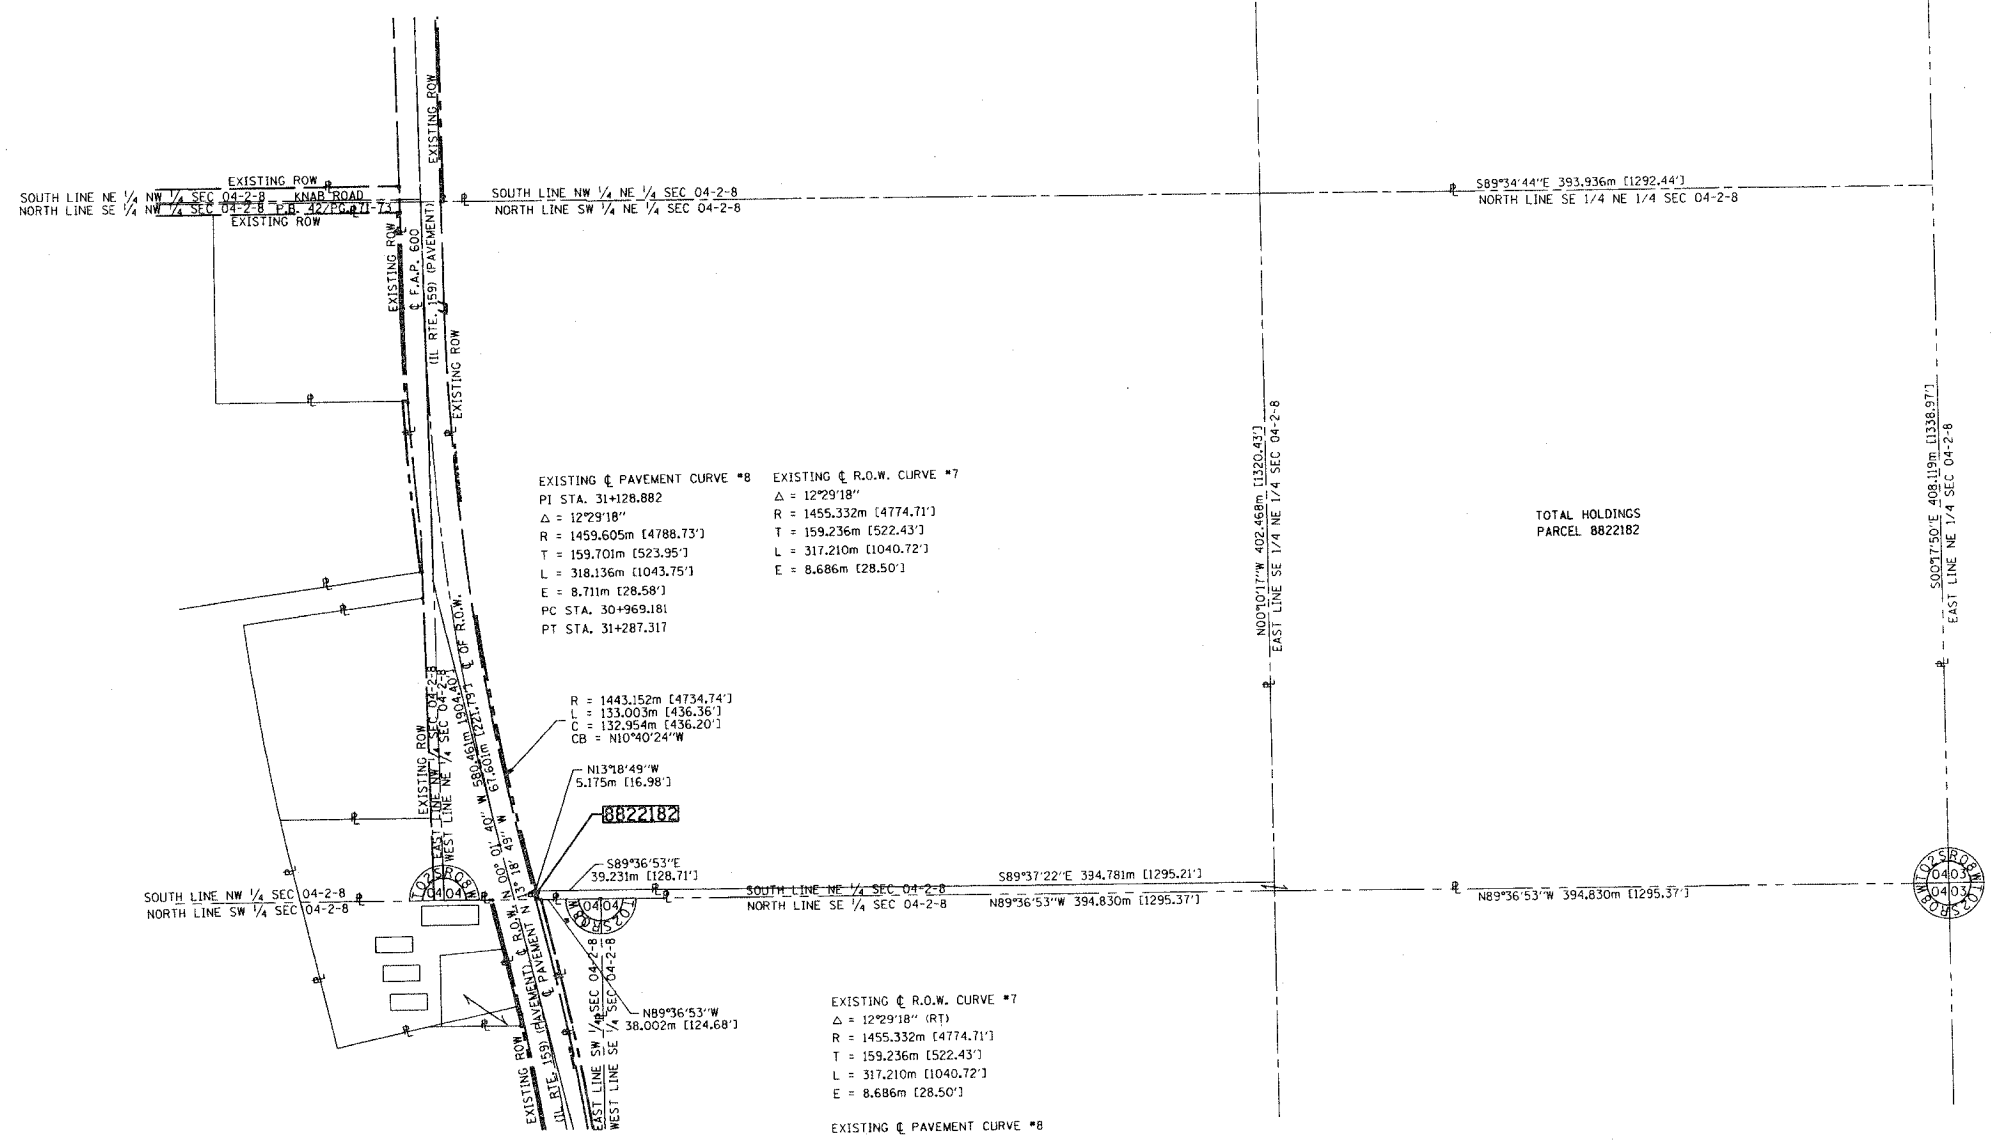 EXISTING ROW
SOUTH LINE NE 1/4 NW 1/4 SEC 04-2-8 KNAB ROAD
NORTH LINE SE 1/4 NW 1/4 SEC 04-2-8 P.B. 42/PG. 71-73
EXISTING ROW
EXISTING ROW
EXISTING ROW
℄ F.A.P. 600
(IL RTE. 159) (PAVEMENT)
EXISTING ROW
SOUTH LINE NW 1/4 NE 1/4 SEC 04-2-8
NORTH LINE SW 1/4 NE 1/4 SEC 04-2-8
S89°34'44"E 393.936m [1292.44']
NORTH LINE SE 1/4 NE 1/4 SEC 04-2-8
EXISTING ℄ PAVEMENT CURVE #8
PI STA. 31+128.882
Δ = 12°29'18"
R = 1459.605m [4788.73']
T = 159.701m [523.95']
L = 318.136m [1043.75']
E = 8.711m [28.58']
PC STA. 30+969.181
PT STA. 31+287.317
EXISTING ℄ R.O.W. CURVE #7
Δ = 12°29'18"
R = 1455.332m [4774.71']
T = 159.236m [522.43']
L = 317.210m [1040.72']
E = 8.686m [28.50']
N00°10'17"W 402.468m [1320.43']
EAST LINE SE 1/4 NE 1/4 SEC 04-2-8
TOTAL HOLDINGS
PARCEL 8822182
S00°17'50"E 408.119m [1338.97']
EAST LINE NE 1/4 SEC 04-2-8
R = 1443.152m [4734.74']
L = 133.003m [436.36']
C = 132.954m [436.20']
CB = N10°40'24"W
N13°18'49"W
5.175m [16.98']
8822182
EXISTING ROW
EAST LINE NW 1/4 SEC 04-2-8
WEST LINE NE 1/4 SEC 04-2-8
N 00° 01' 40" W 580.461m 1904.40'
N 13° 18' 49" W 67.601m [221.79'] ℄ OF R.O.W.
℄ R.O.W.
℄ PAVEMENT
S89°36'53"E
39.231m [128.71']
SOUTH LINE NW 1/4 SEC 04-2-8
NORTH LINE SW 1/4 SEC 04-2-8
T02SR08W
04 04
04 04
T02SR08W
SOUTH LINE NE 1/4 SEC 04-2-8
NORTH LINE SE 1/4 SEC 04-2-8
S89°37'22"E 394.781m [1295.21']
N89°36'53"W 394.830m [1295.37']
N89°36'53"W 394.830m [1295.37']
T02SR08W
04 03
04 03
T02SR08W
N89°36'53"W
38.002m [124.68']
EXISTING ROW
(IL RTE. 159) (PAVEMENT)
EAST LINE SW 1/4 SEC 04-2-8
WEST LINE SE 1/4 SEC 04-2-8
EXISTING ℄ R.O.W. CURVE #7
Δ = 12°29'18" (RT)
R = 1455.332m [4774.71']
T = 159.236m [522.43']
L = 317.210m [1040.72']
E = 8.686m [28.50']
EXISTING ℄ PAVEMENT CURVE #8